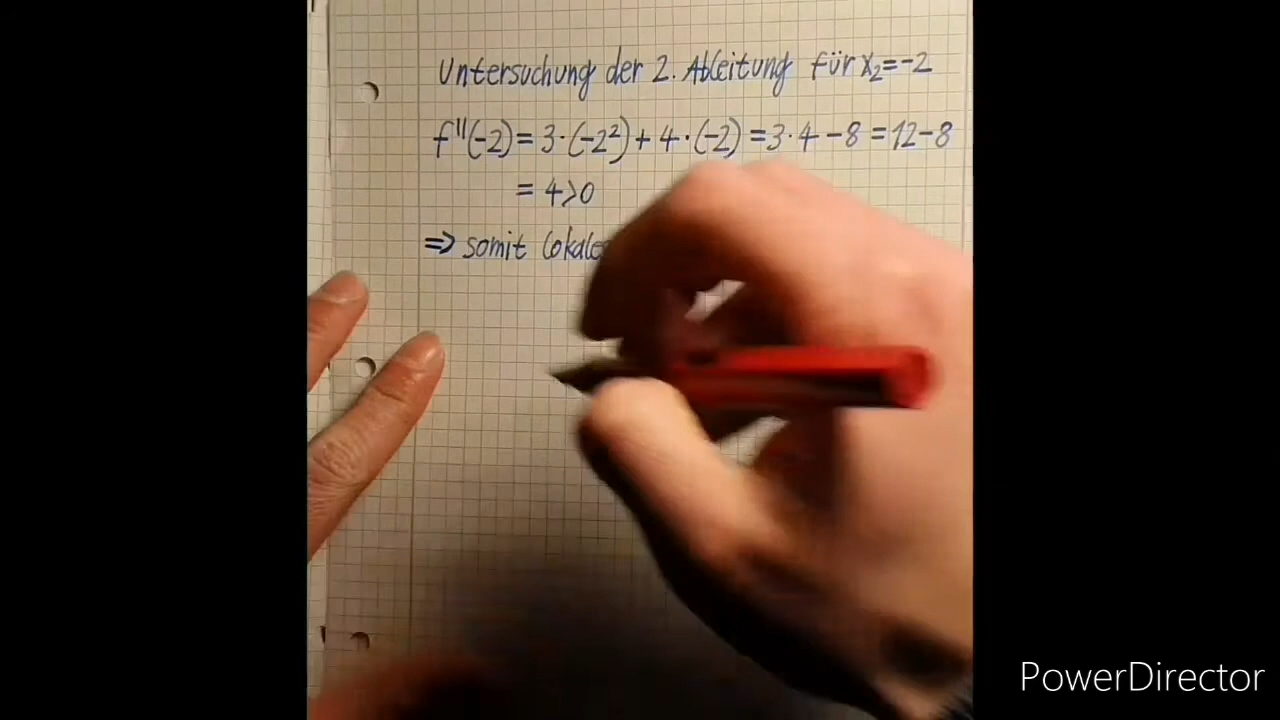 Untersuchung der 2. Ableitung für x₂=-2
f''(-2) = 3·(-2²) + 4·(-2) = 3·4 - 8 = 12-8
= 4>0
=> somit
PowerDirector